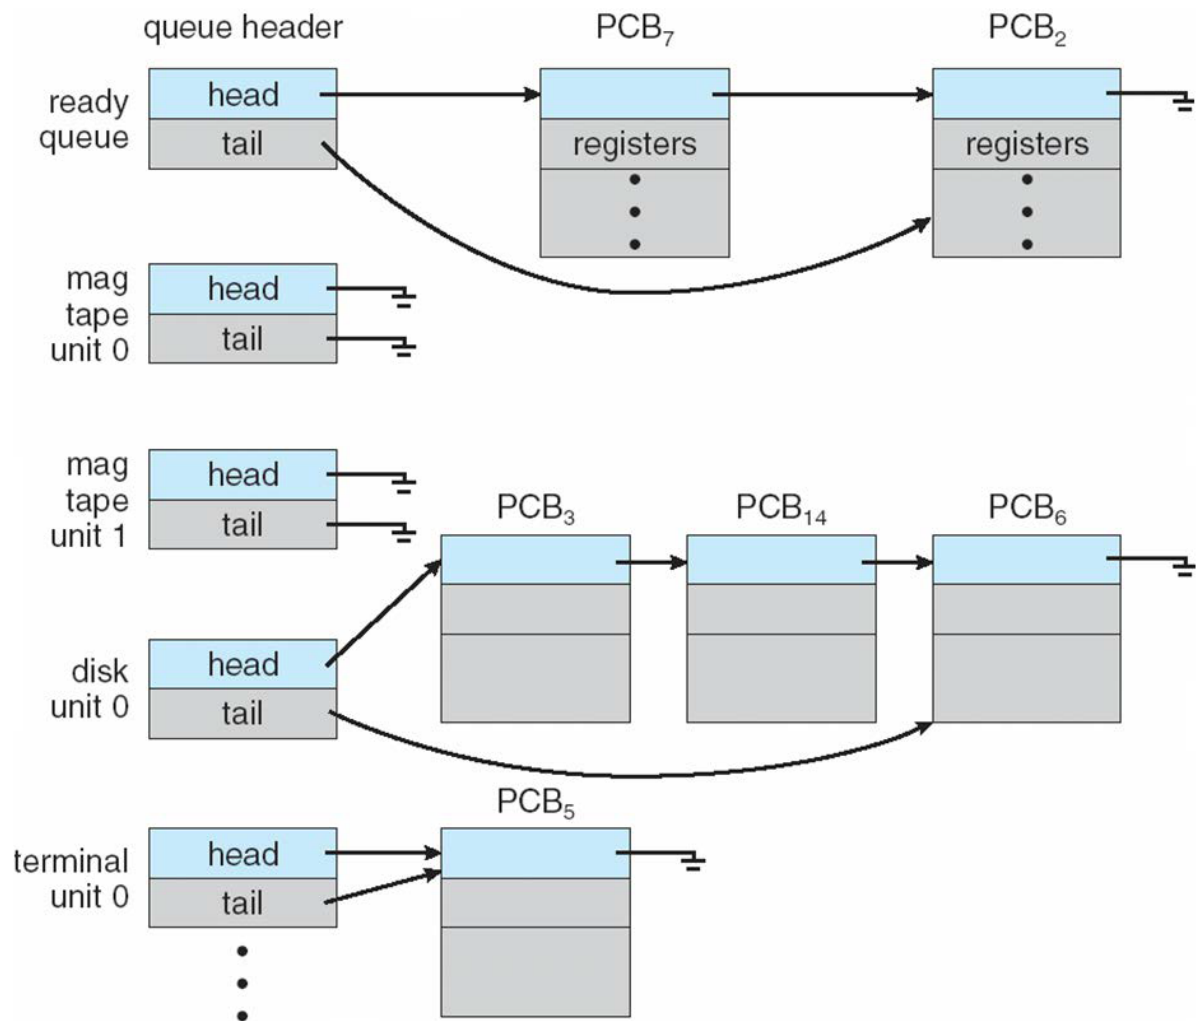 queue header
PCB₇
PCB₂
ready
queue
head
tail
registers
registers
mag
tape
unit 0
head
tail
mag
tape
unit 1
head
tail
PCB₃
PCB₁₄
PCB₆
disk
unit 0
head
tail
PCB₅
terminal
unit 0
head
tail